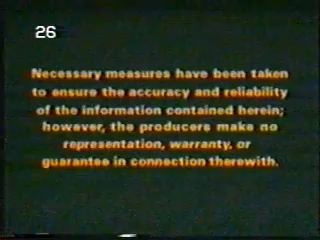 26
Necessary measures have been taken
to ensure the accuracy and reliability
of the information contained herein;
however, the producers make no
representation, warranty, or
guarantee in connection therewith.